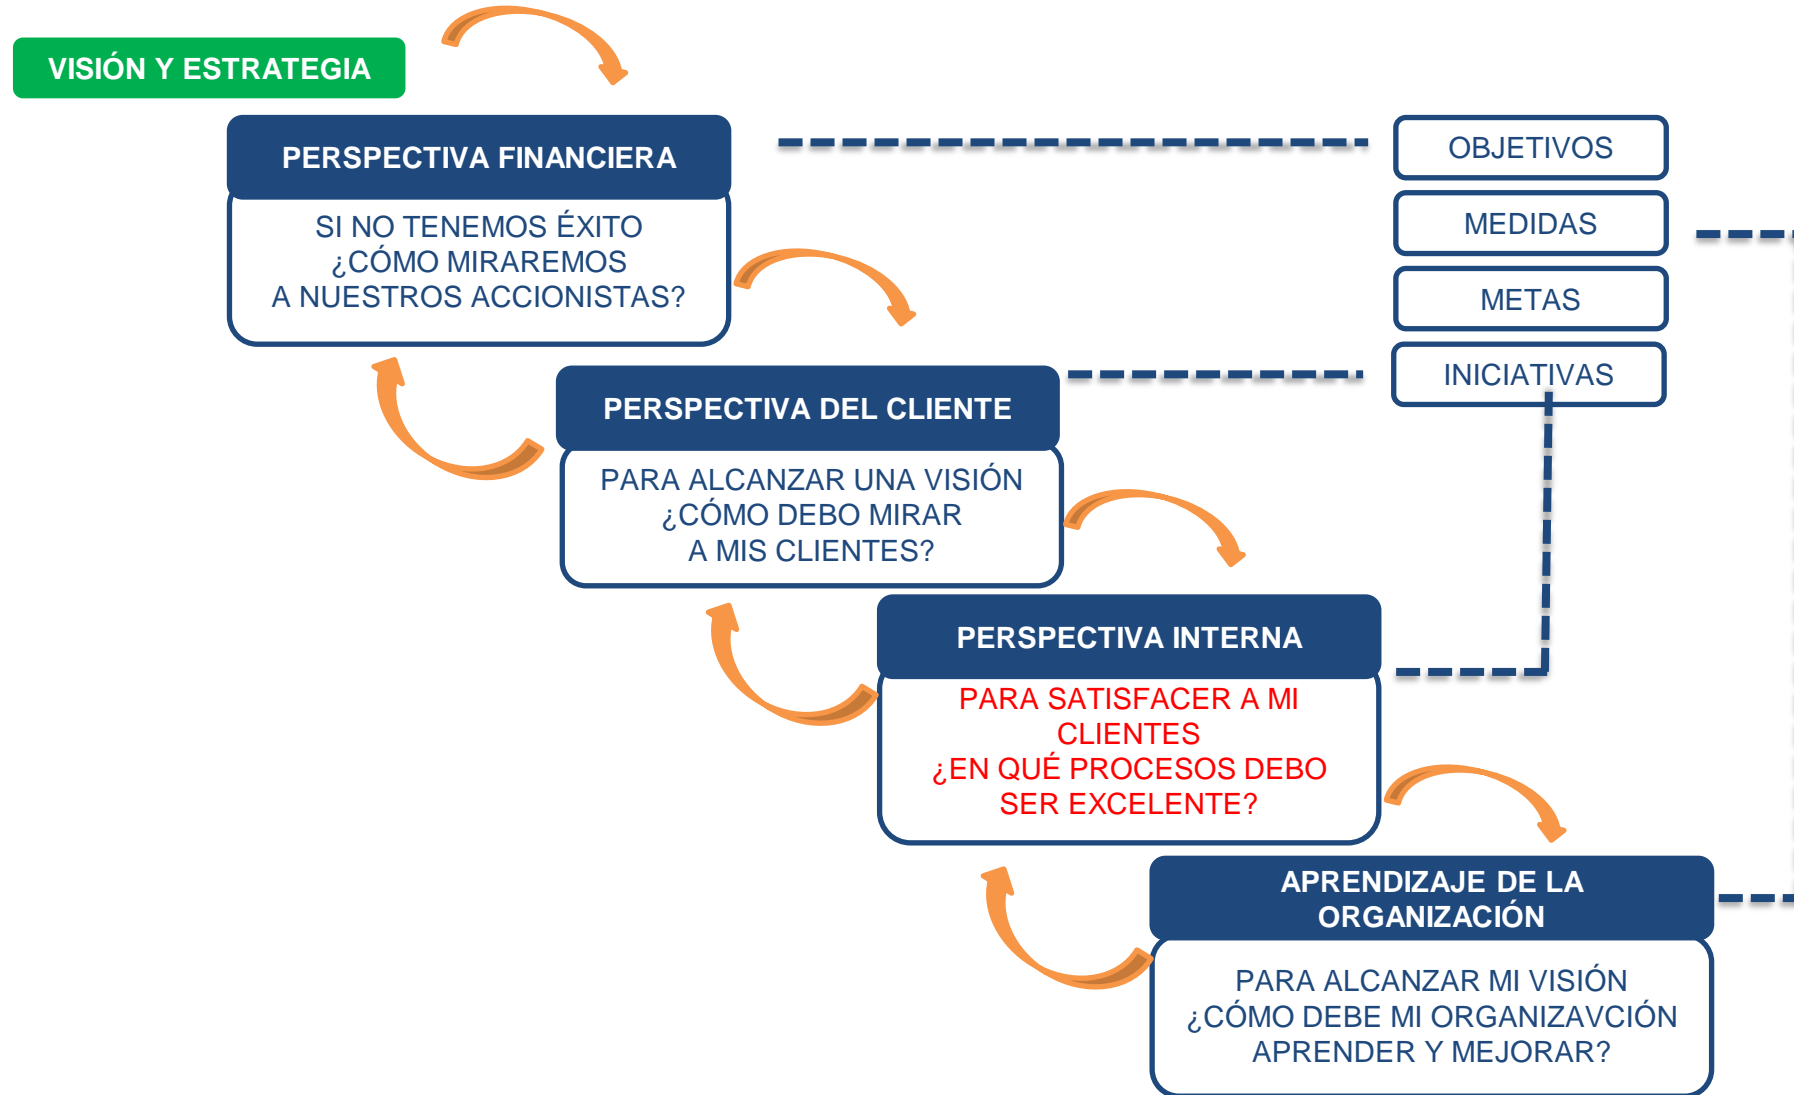 VISIÓN Y ESTRATEGIA
PERSPECTIVA FINANCIERA
SI NO TENEMOS ÉXITO
¿CÓMO MIRAREMOS
A NUESTROS ACCIONISTAS?
OBJETIVOS
MEDIDAS
METAS
INICIATIVAS
PERSPECTIVA DEL CLIENTE
PARA ALCANZAR UNA VISIÓN
¿CÓMO DEBO MIRAR
A MIS CLIENTES?
PERSPECTIVA INTERNA
PARA SATISFACER A MI
CLIENTES
¿EN QUÉ PROCESOS DEBO
SER EXCELENTE?
APRENDIZAJE DE LA
ORGANIZACIÓN
PARA ALCANZAR MI VISIÓN
¿CÓMO DEBE MI ORGANIZAVCIÓN
APRENDER Y MEJORAR?